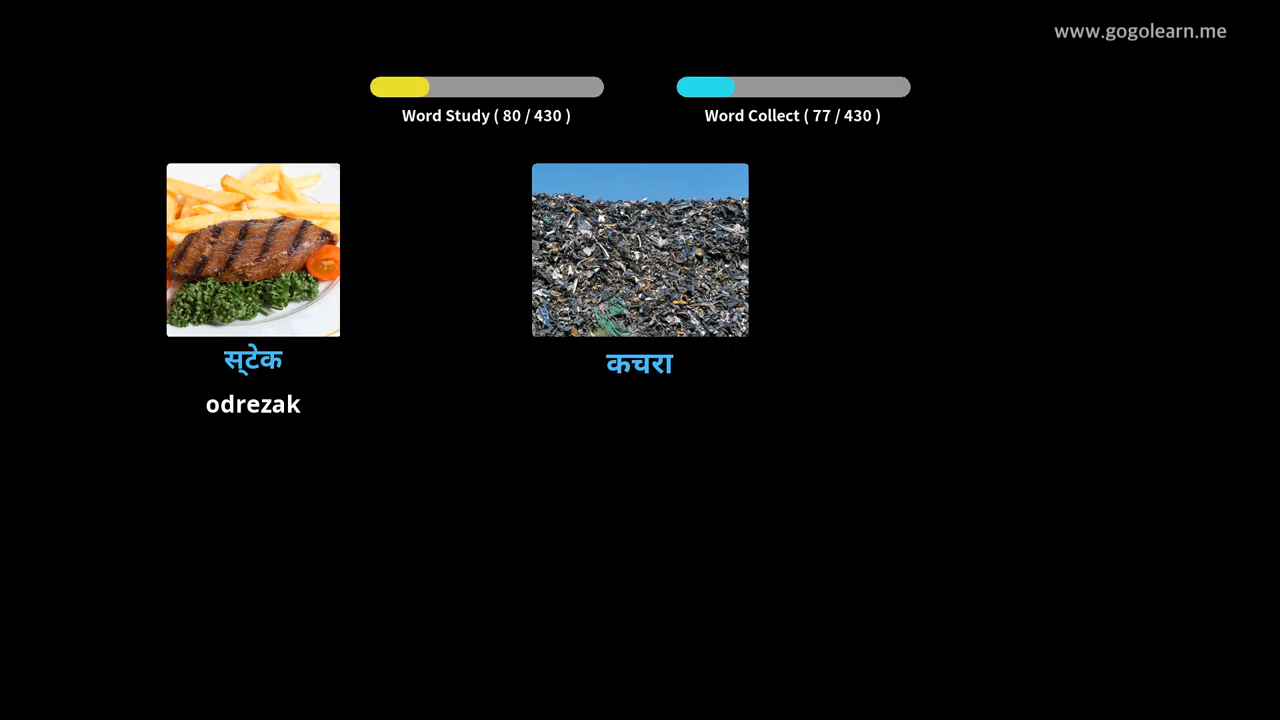 www.gogolearn.me
Word Study ( 80 / 430 )
Word Collect ( 77 / 430 )
स्टेक
कचरा
odrezak